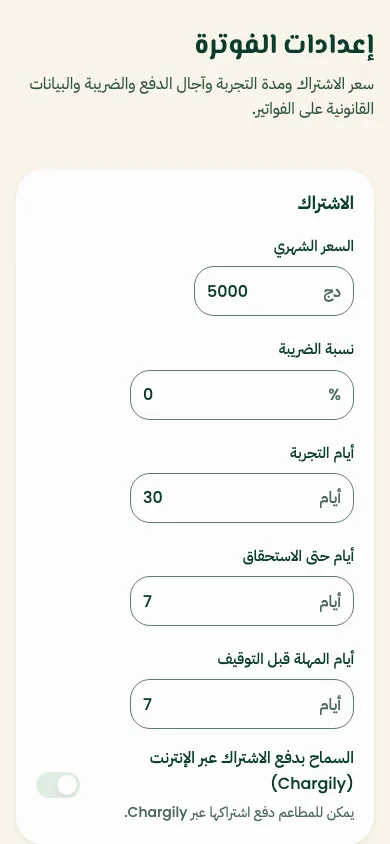 إعدادات الفوترة
سعر الاشتراك ومدة التجربة وآجال الدفع والضريبة والبيانات
القانونية على الفواتير.
الاشتراك
السعر الشهري
دج 5000
نسبة الضريبة
% 0
أيام التجربة
أيام 30
أيام حتى الاستحقاق
أيام 7
أيام المهلة قبل التوقيف
أيام 7
السماح بدفع الاشتراك عبر الإنترنت
(Chargily)
يمكن للمطاعم دفع اشتراكها عبر Chargily.